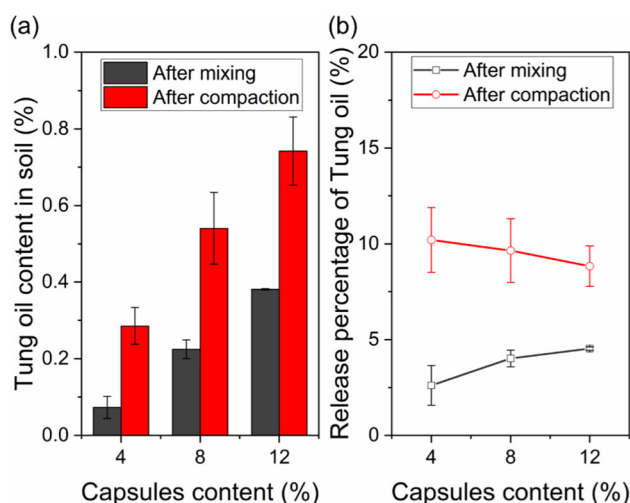 (a)
After mixing
After compaction
Tung oil content in soil (%)
1.0
0.8
0.6
0.4
0.2
0.0
4 8 12
Capsules content (%)
(b)
After mixing
After compaction
Release percentage of Tung oil (%)
20
15
10
5
0
4 8 12
Capsules content (%)